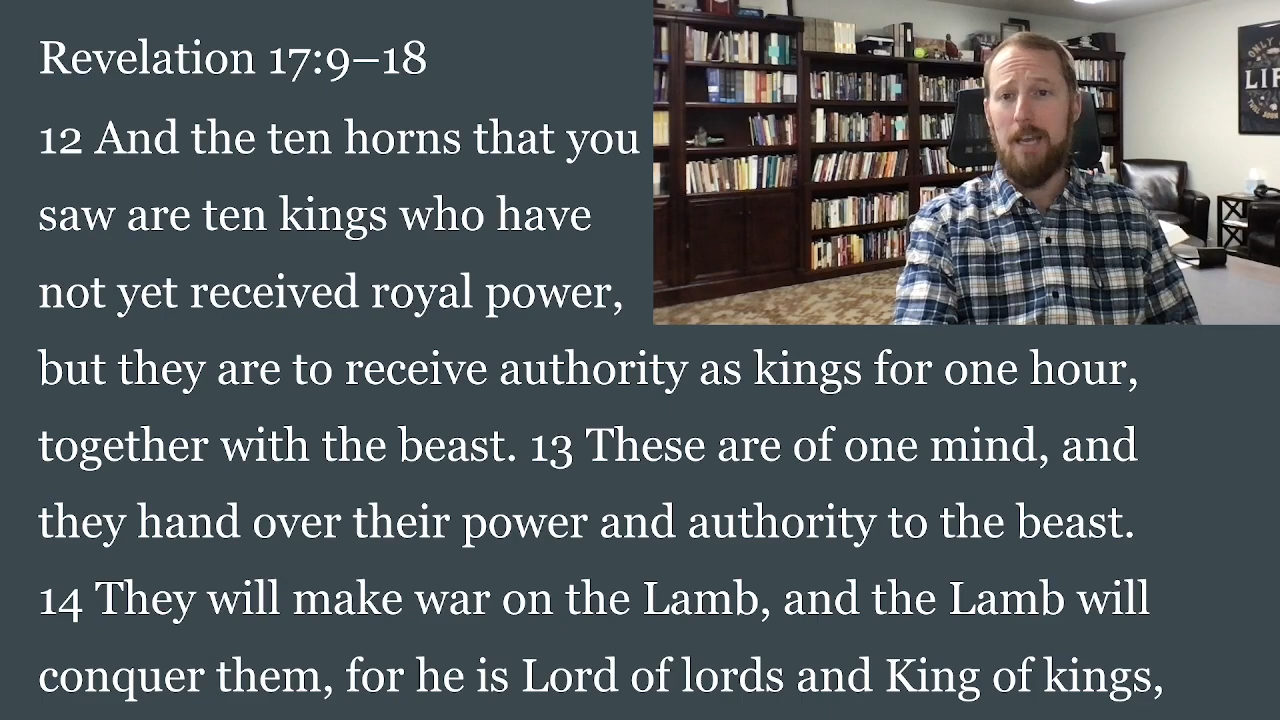 Revelation 17:9–18
12 And the ten horns that you
saw are ten kings who have
not yet received royal power,
but they are to receive authority as kings for one hour,
together with the beast. 13 These are of one mind, and
they hand over their power and authority to the beast.
14 They will make war on the Lamb, and the Lamb will
conquer them, for he is Lord of lords and King of kings,
ONLY
LIF